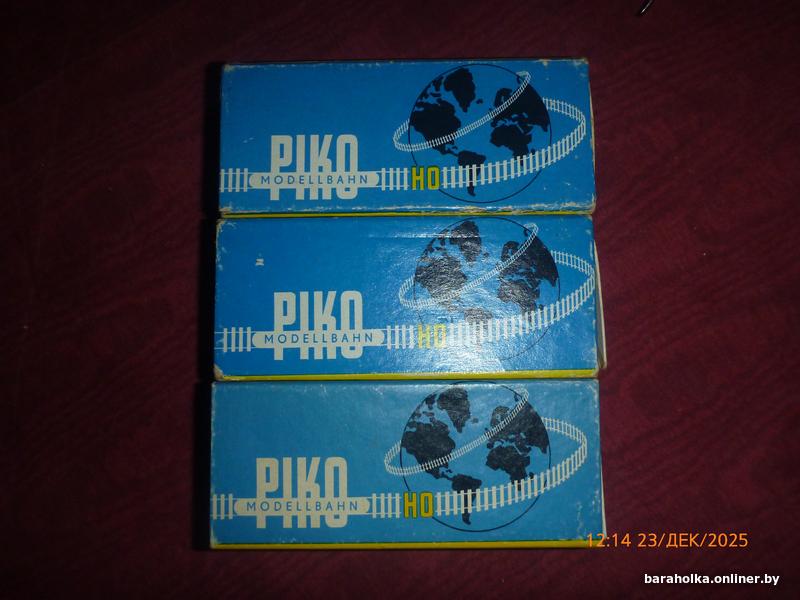 PIKO
MODELLBAHN
HO
PIKO
MODELLBAHN
HO
PIKO
MODELLBAHN
HO
12:14 23/ДЕК/2025
baraholka.onliner.by